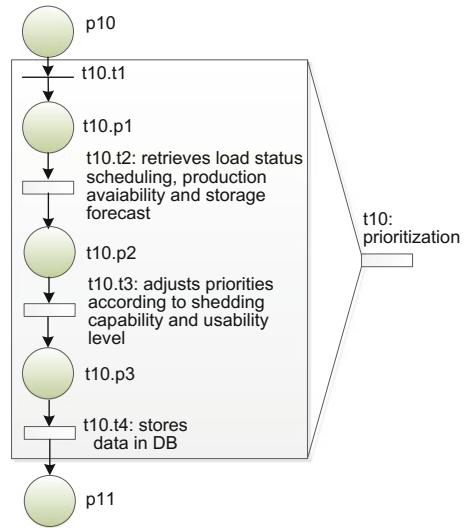 p10
t10.t1
t10.p1
t10.t2: retrieves load status
scheduling, production
avaiability and storage
forecast
t10.p2
t10.t3: adjusts priorities
according to shedding
capability and usability
level
t10.p3
t10.t4: stores
data in DB
p11
t10:
prioritization